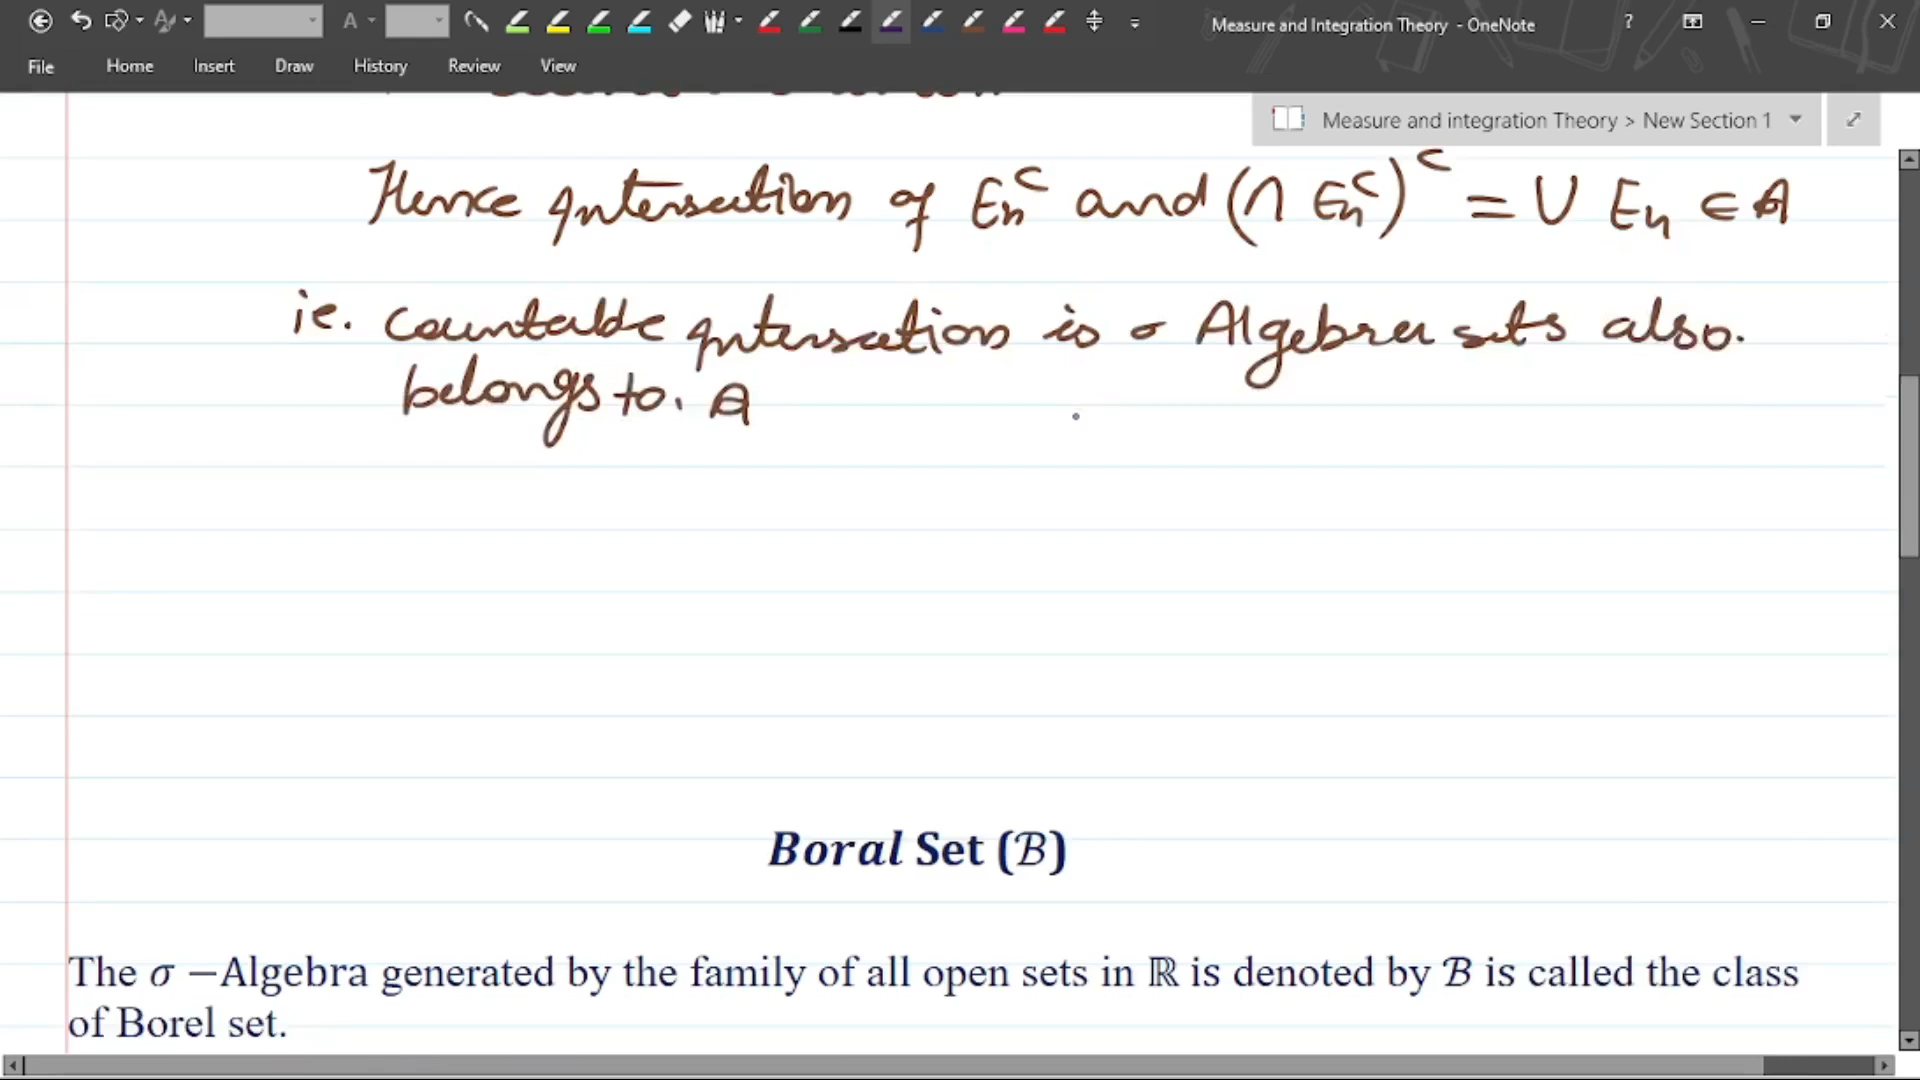 Measure and Integration Theory - OneNote
File Home Insert Draw History Review View
Measure and integration Theory > New Section 1
Hence Intersection of Eₙᶜ and (∩ Eₙᶜ)ᶜ = ∪ Eₙ ∈ A
ie. Countable Intersection is σ Algebra sets also.
belongs to. A
Boral Set (ℬ)
The σ −Algebra generated by the family of all open sets in ℝ is denoted by ℬ is called the class
of Borel set.